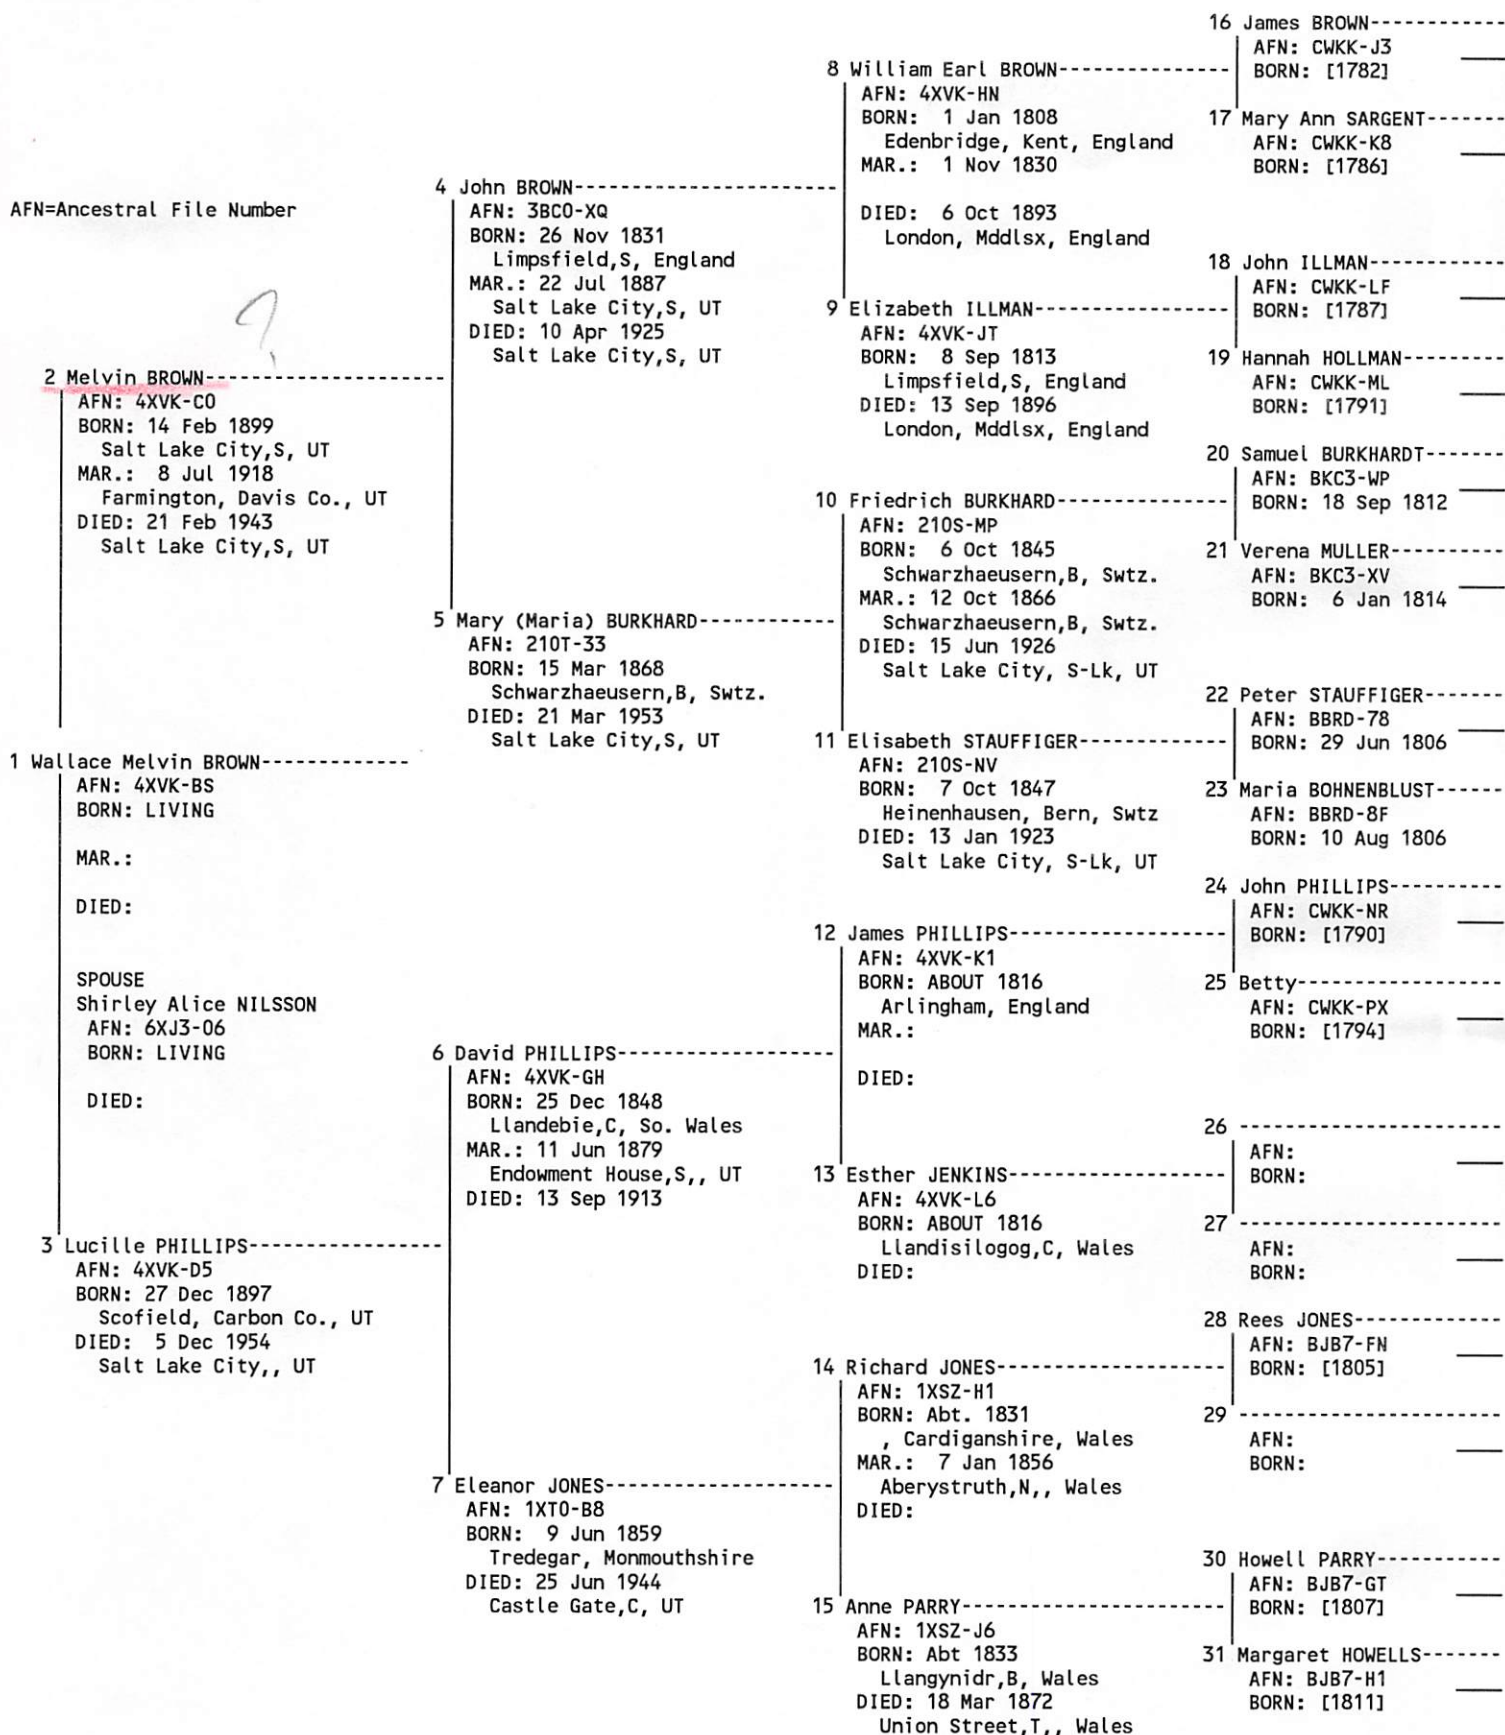 AFN=Ancestral File Number
?
1 Wallace Melvin BROWN------------
AFN: 4XVK-BS
BORN: LIVING
MAR.:
DIED:
SPOUSE
Shirley Alice NILSSON
AFN: 6XJ3-06
BORN: LIVING
DIED:
2 Melvin BROWN--------------------
AFN: 4XVK-C0
BORN: 14 Feb 1899
Salt Lake City,S, UT
MAR.: 8 Jul 1918
Farmington, Davis Co., UT
DIED: 21 Feb 1943
Salt Lake City,S, UT
3 Lucille PHILLIPS----------------
AFN: 4XVK-D5
BORN: 27 Dec 1897
Scofield, Carbon Co., UT
DIED: 5 Dec 1954
Salt Lake City,, UT
4 John BROWN----------------------
AFN: 3BC0-XQ
BORN: 26 Nov 1831
Limpsfield,S, England
MAR.: 22 Jul 1887
Salt Lake City,S, UT
DIED: 10 Apr 1925
Salt Lake City,S, UT
5 Mary (Maria) BURKHARD------------
AFN: 210T-33
BORN: 15 Mar 1868
Schwarzhaeusern,B, Swtz.
DIED: 21 Mar 1953
Salt Lake City,S, UT
6 David PHILLIPS------------------
AFN: 4XVK-GH
BORN: 25 Dec 1848
Llandebie,C, So. Wales
MAR.: 11 Jun 1879
Endowment House,S,, UT
DIED: 13 Sep 1913
7 Eleanor JONES-------------------
AFN: 1XT0-B8
BORN: 9 Jun 1859
Tredegar, Monmouthshire
DIED: 25 Jun 1944
Castle Gate,C, UT
8 William Earl BROWN--------------
AFN: 4XVK-HN
BORN: 1 Jan 1808
Edenbridge, Kent, England
MAR.: 1 Nov 1830
DIED: 6 Oct 1893
London, Mddlsx, England
9 Elizabeth ILLMAN----------------
AFN: 4XVK-JT
BORN: 8 Sep 1813
Limpsfield,S, England
DIED: 13 Sep 1896
London, Mddlsx, England
10 Friedrich BURKHARD--------------
AFN: 210S-MP
BORN: 6 Oct 1845
Schwarzhaeusern,B, Swtz.
MAR.: 12 Oct 1866
Schwarzhaeusern,B, Swtz.
DIED: 15 Jun 1926
Salt Lake City, S-Lk, UT
11 Elisabeth STAUFFIGER------------
AFN: 210S-NV
BORN: 7 Oct 1847
Heinenhausen, Bern, Swtz
DIED: 13 Jan 1923
Salt Lake City, S-Lk, UT
12 James PHILLIPS------------------
AFN: 4XVK-K1
BORN: ABOUT 1816
Arlingham, England
MAR.:
DIED:
13 Esther JENKINS------------------
AFN: 4XVK-L6
BORN: ABOUT 1816
Llandisilogog,C, Wales
DIED:
14 Richard JONES-------------------
AFN: 1XSZ-H1
BORN: Abt. 1831
, Cardiganshire, Wales
MAR.: 7 Jan 1856
Aberystruth,N,, Wales
DIED:
15 Anne PARRY----------------------
AFN: 1XSZ-J6
BORN: Abt 1833
Llangynidr,B, Wales
DIED: 18 Mar 1872
Union Street,T,, Wales
16 James BROWN------------
AFN: CWKK-J3
BORN: [1782]
17 Mary Ann SARGENT-------
AFN: CWKK-K8
BORN: [1786]
18 John ILLMAN------------
AFN: CWKK-LF
BORN: [1787]
19 Hannah HOLLMAN---------
AFN: CWKK-ML
BORN: [1791]
20 Samuel BURKHARDT-------
AFN: BKC3-WP
BORN: 18 Sep 1812
21 Verena MULLER----------
AFN: BKC3-XV
BORN: 6 Jan 1814
22 Peter STAUFFIGER-------
AFN: BBRD-78
BORN: 29 Jun 1806
23 Maria BOHNENBLUST------
AFN: BBRD-8F
BORN: 10 Aug 1806
24 John PHILLIPS----------
AFN: CWKK-NR
BORN: [1790]
25 Betty------------------
AFN: CWKK-PX
BORN: [1794]
26 -----------------------
AFN:
BORN:
27 -----------------------
AFN:
BORN:
28 Rees JONES-------------
AFN: BJB7-FN
BORN: [1805]
29 -----------------------
AFN:
BORN:
30 Howell PARRY-----------
AFN: BJB7-GT
BORN: [1807]
31 Margaret HOWELLS-------
AFN: BJB7-H1
BORN: [1811]